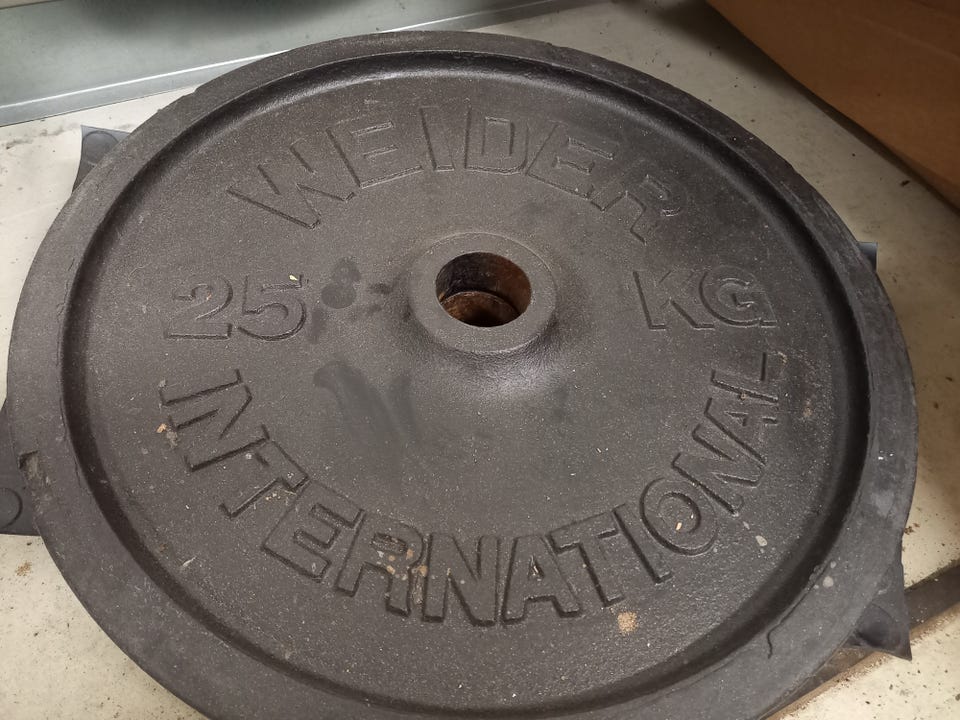 WEIDER
25 KG
INTERNATIONAL